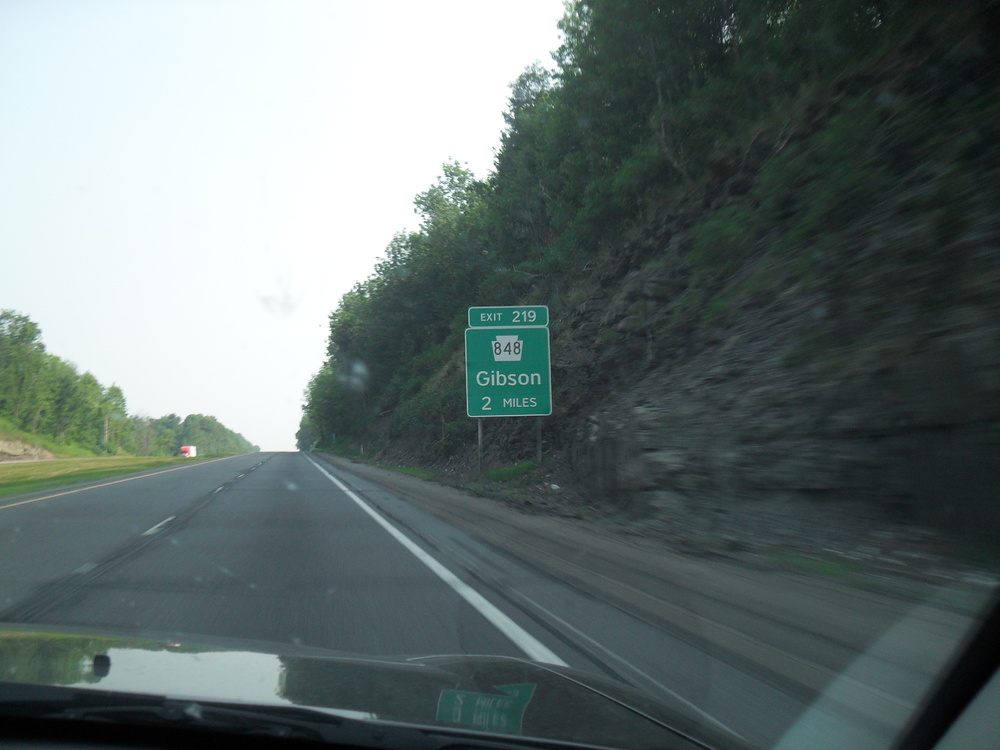 EXIT 219
848
Gibson
2 MILES